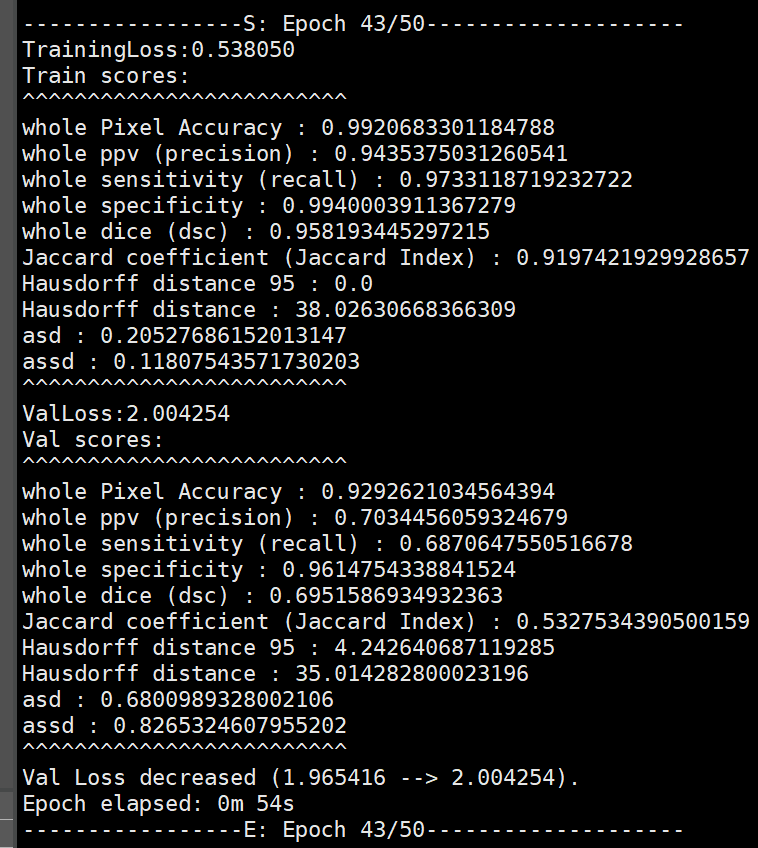 -----------------S: Epoch 43/50--------------------
TrainingLoss:0.538050
Train scores:
^^^^^^^^^^^^^^^^^^^^^^^^^
whole Pixel Accuracy : 0.9920683301184788
whole ppv (precision) : 0.9435375031260541
whole sensitivity (recall) : 0.9733118719232722
whole specificity : 0.9940003911367279
whole dice (dsc) : 0.958193445297215
Jaccard coefficient (Jaccard Index) : 0.9197421929928657
Hausdorff distance 95 : 0.0
Hausdorff distance : 38.02630668366309
asd : 0.20527686152013147
assd : 0.11807543571730203
^^^^^^^^^^^^^^^^^^^^^^^^^
ValLoss:2.004254
Val scores:
^^^^^^^^^^^^^^^^^^^^^^^^^
whole Pixel Accuracy : 0.9292621034564394
whole ppv (precision) : 0.7034456059324679
whole sensitivity (recall) : 0.6870647550516678
whole specificity : 0.9614754338841524
whole dice (dsc) : 0.6951586934932363
Jaccard coefficient (Jaccard Index) : 0.5327534390500159
Hausdorff distance 95 : 4.242640687119285
Hausdorff distance : 35.014282800023196
asd : 0.6800989328002106
assd : 0.8265324607955202
^^^^^^^^^^^^^^^^^^^^^^^^^
Val Loss decreased (1.965416 --> 2.004254).
Epoch elapsed: 0m 54s
-----------------E: Epoch 43/50--------------------